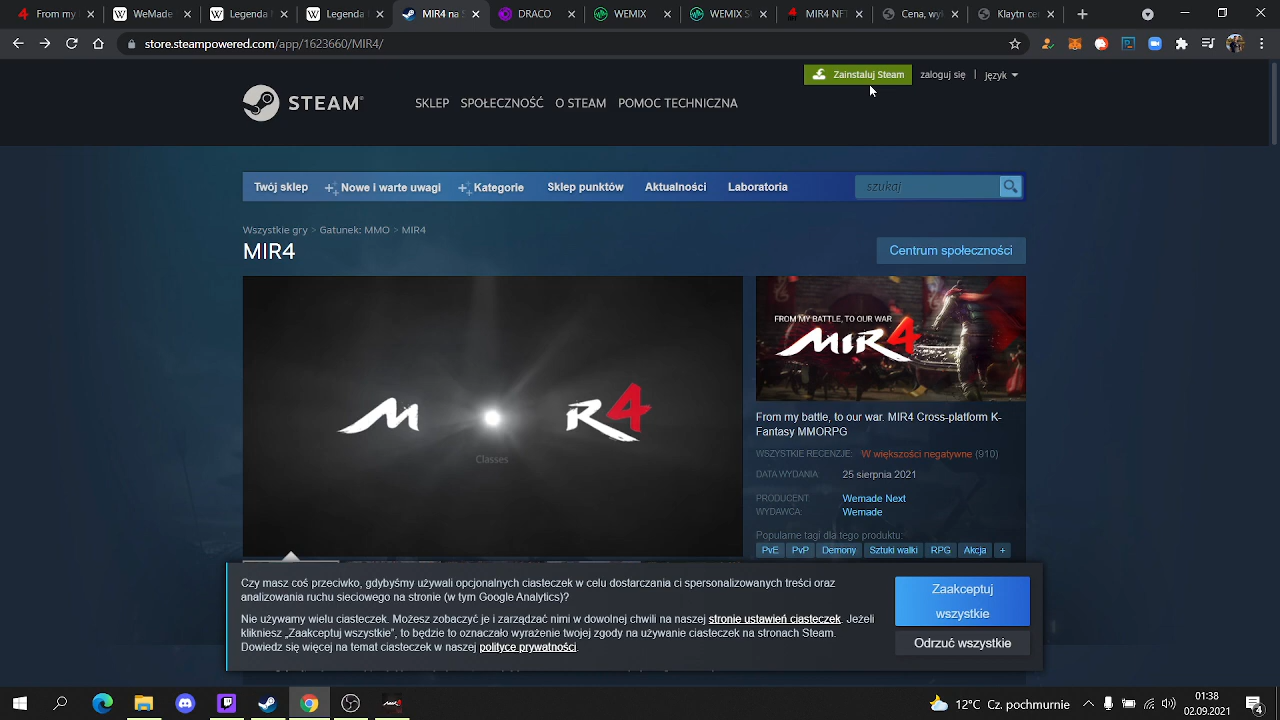 From my
WeMade
Legenda
Legenda
MIR4 na S
DRACO
WEMIX
WEMIX S
MIR4 NF
Cena, wy
Klaytn cen
store.steampowered.com/app/1623660/MIR4/
Zainstaluj Steam zaloguj się | język
STEAM®
SKLEP SPOŁECZNOŚĆ O STEAM POMOC TECHNICZNA
Twój sklep Nowe i warte uwagi Kategorie Sklep punktów Aktualności Laboratoria szukaj
Wszystkie gry > Gatunek: MMO > MIR4
MIR4
Centrum społeczności
M R4
Classes
FROM MY BATTLE, TO OUR WAR
MIR4
From my battle, to our war. MIR4 Cross-platform K-
Fantasy MMORPG
WSZYSTKIE RECENZJE: W większości negatywne (910)
DATA WYDANIA: 25 sierpnia 2021
PRODUCENT: Wemade Next
WYDAWCA: Wemade
Popularne tagi dla tego produktu:
PvE PvP Demony Sztuki walki RPG Akcja +
Czy masz coś przeciwko, gdybyśmy używali opcjonalnych ciasteczek w celu dostarczania ci spersonalizowanych treści oraz
analizowania ruchu sieciowego na stronie (w tym Google Analytics)?
Nie używamy wielu ciasteczek. Możesz zobaczyć je i zarządzać nimi w dowolnej chwili na naszej stronie ustawień ciasteczek. Jeżeli
klikniesz „Zaakceptuj wszystkie”, to będzie to oznaczało wyrażenie twojej zgody na używanie ciasteczek na stronach Steam.
Dowiedz się więcej na temat ciasteczek w naszej polityce prywatności.
Zaakceptuj
wszystkie
Odrzuć wszystkie
12°C Cz. pochmurnie
01:38
02.09.2021
4